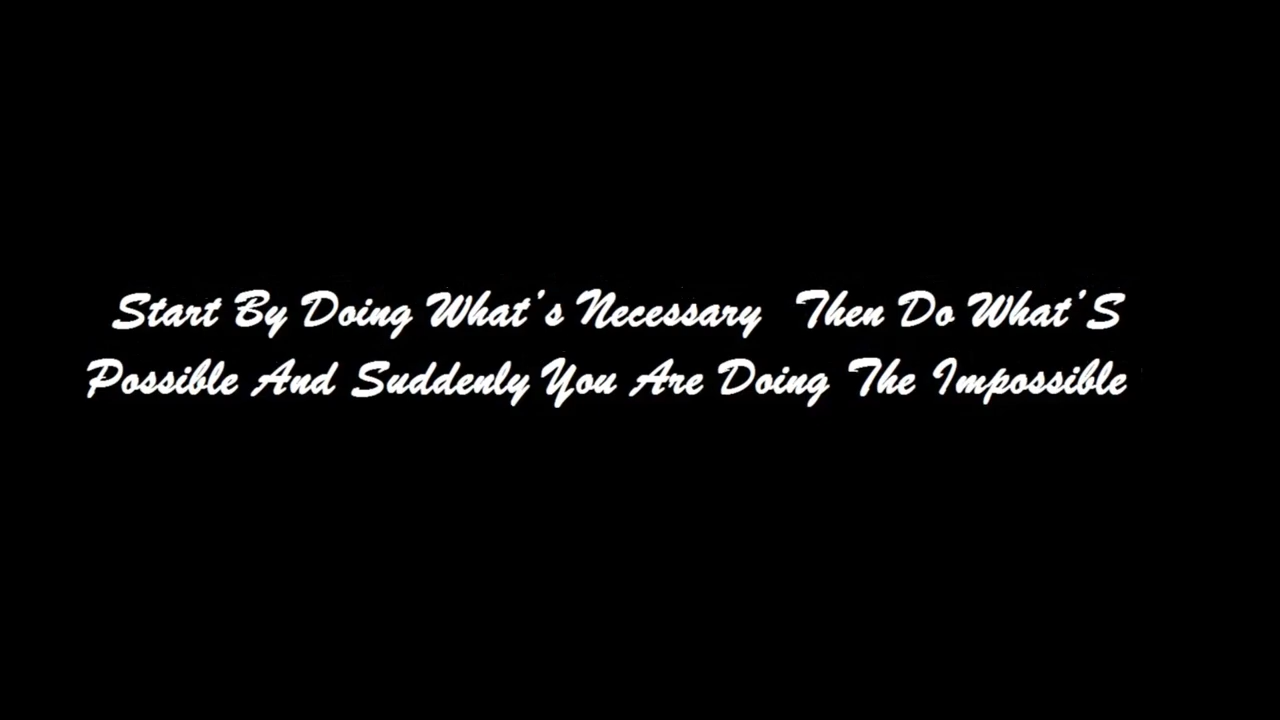 Start By Doing What's Necessary Then Do What'S
Possible And Suddenly You Are Doing The Impossible